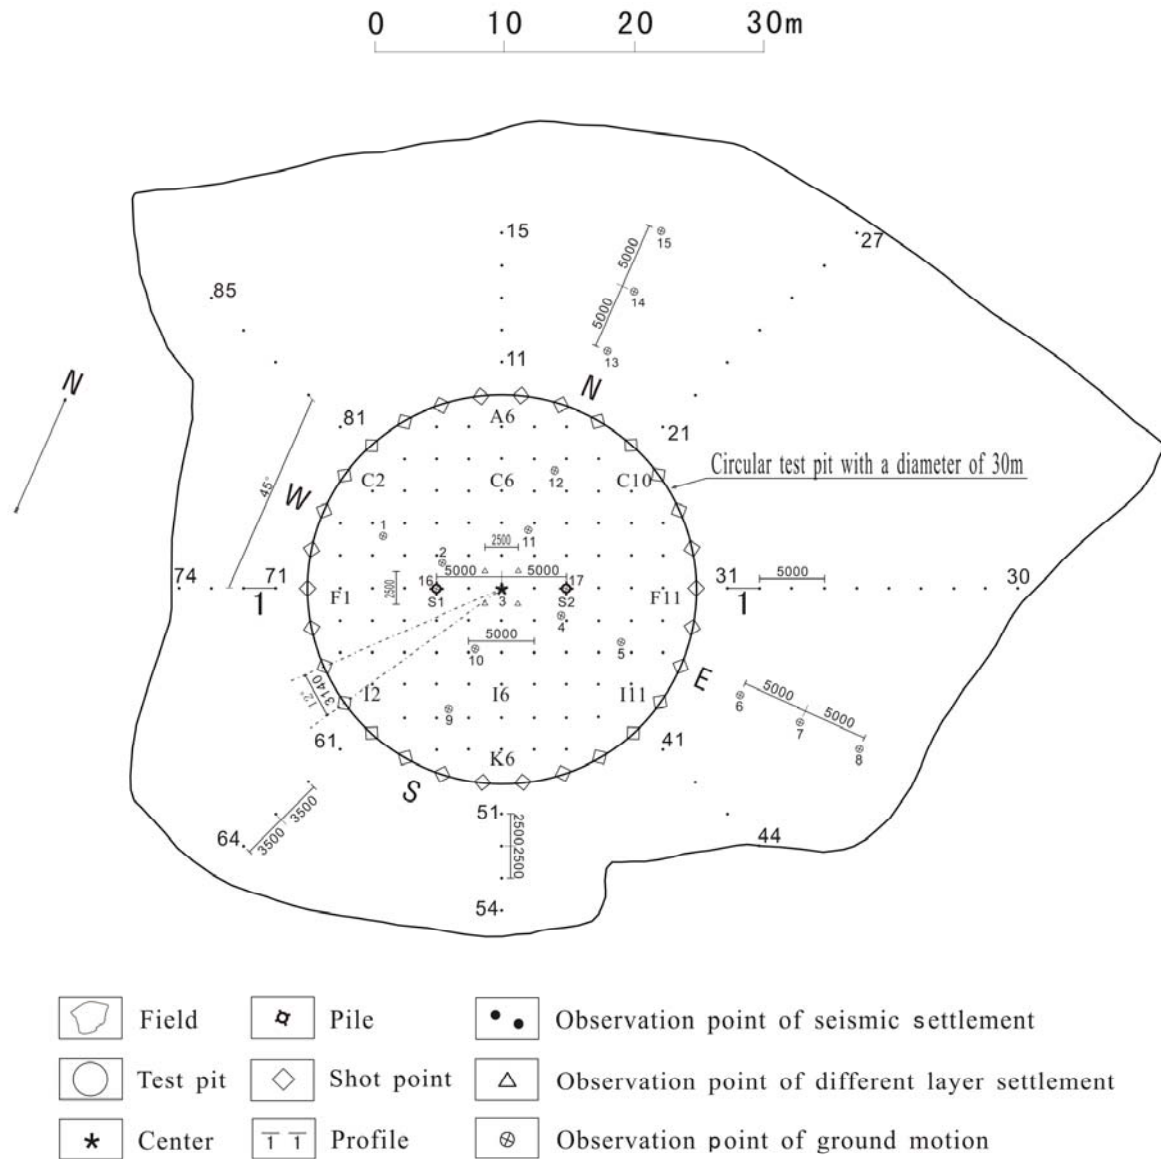 0 10 20 30m
15
27
5000
15
85
14
5000
11
13
N
N
A6
81
21
Circular test pit with a diameter of 30m
C2
C6
12
C10
45°
W
1
11
2500
2
5000 5000
74
71
2500
16
17
31
5000
30
1
F1
S1
3
S2
F11
1
4
5000
5
10
E
3140
12°
I2
I6
I11
6
5000
9
7
5000
61
41
8
K6
S
3500
3500
51
2500 2500
64
44
54
Field
Pile
Observation point of seismic settlement
Test pit
Shot point
Observation point of different layer settlement
Center
1 1
Profile
Observation point of ground motion